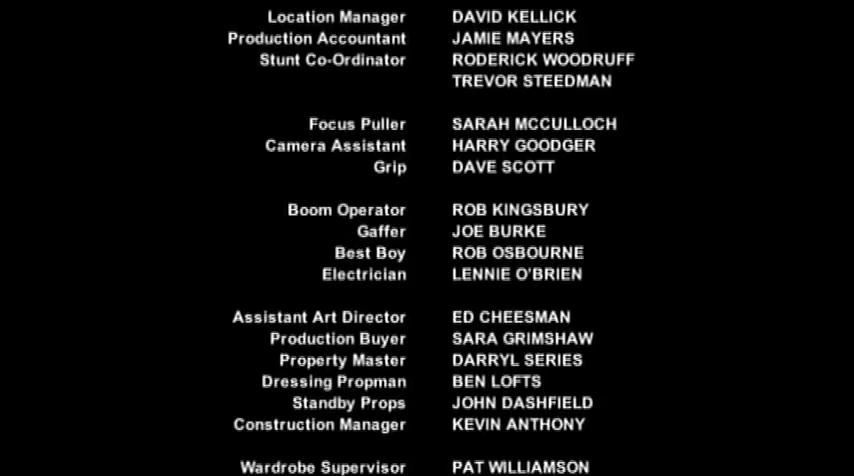 Location Manager DAVID KELLICK
Production Accountant JAMIE MAYERS
Stunt Co-Ordinator RODERICK WOODRUFF
TREVOR STEEDMAN
Focus Puller SARAH MCCULLOCH
Camera Assistant HARRY GOODGER
Grip DAVE SCOTT
Boom Operator ROB KINGSBURY
Gaffer JOE BURKE
Best Boy ROB OSBOURNE
Electrician LENNIE O'BRIEN
Assistant Art Director ED CHEESMAN
Production Buyer SARA GRIMSHAW
Property Master DARRYL SERIES
Dressing Propman BEN LOFTS
Standby Props JOHN DASHFIELD
Construction Manager KEVIN ANTHONY
Wardrobe Supervisor PAT WILLIAMSON